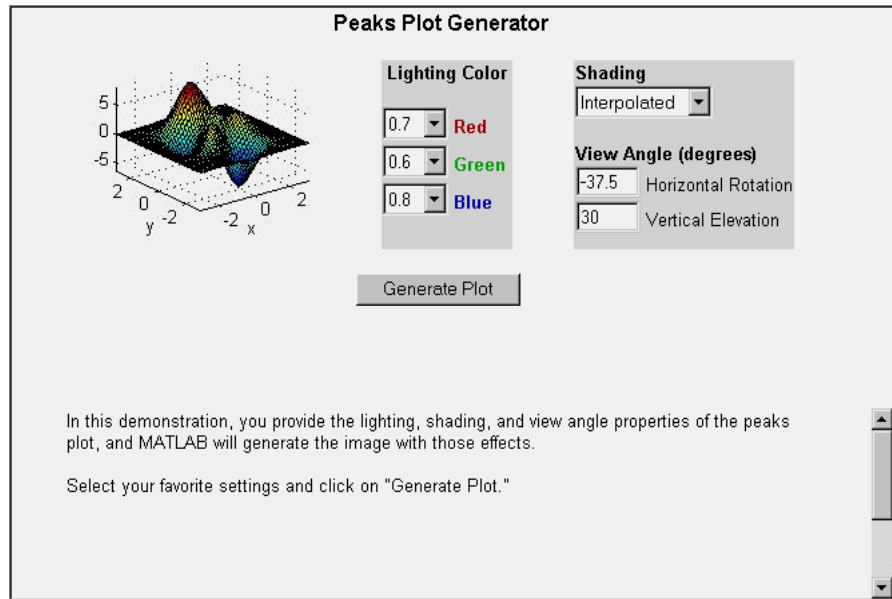 Peaks Plot Generator
5
0
-5
2
0
-2
y
-2
0
2
x
Lighting Color
0.7 Red
0.6 Green
0.8 Blue
Shading
Interpolated
View Angle (degrees)
-37.5 Horizontal Rotation
30 Vertical Elevation
Generate Plot
In this demonstration, you provide the lighting, shading, and view angle properties of the peaks
plot, and MATLAB will generate the image with those effects.
Select your favorite settings and click on "Generate Plot."